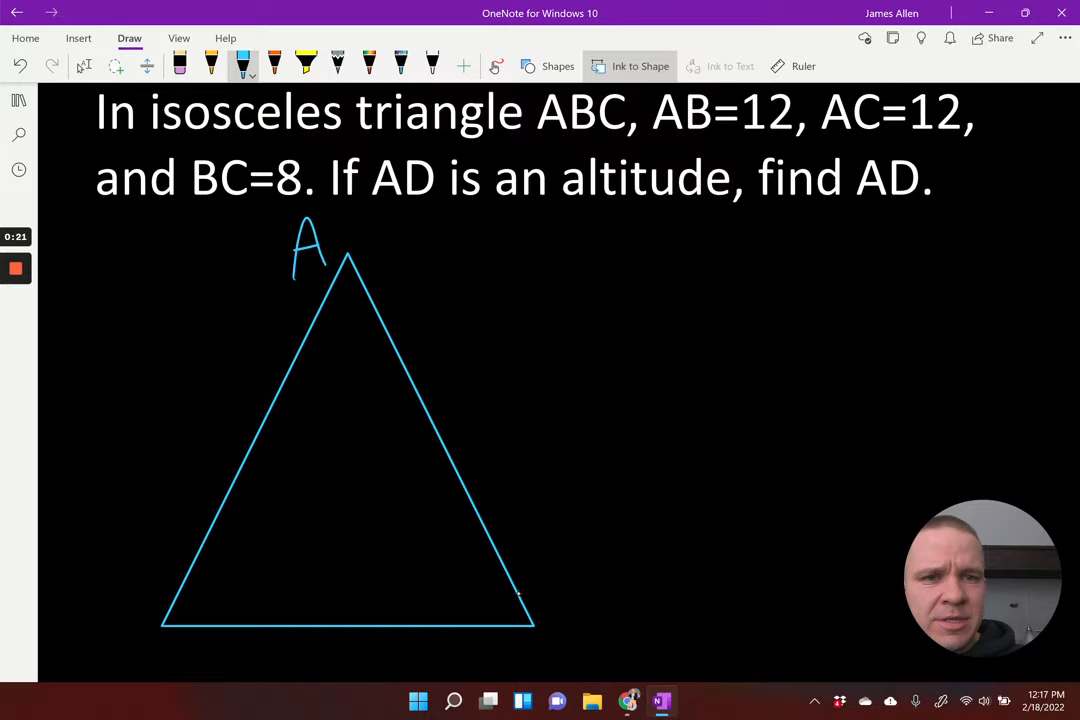 OneNote for Windows 10
James Allen
Home
Insert
Draw
View
Help
Share
Shapes
Ink to Shape
Ink to Text
Ruler
In isosceles triangle ABC, AB=12, AC=12,
and BC=8. If AD is an altitude, find AD.
0:21
A
12:17 PM
2/18/2022